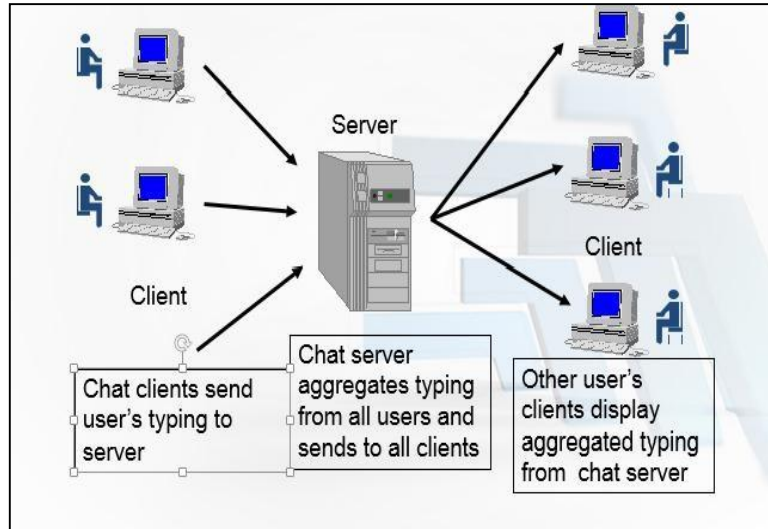 Server
Client
Client
Chat clients send
user's typing to
server
Chat server
aggregates typing
from all users and
sends to all clients
Other user's
clients display
aggregated typing
from chat server